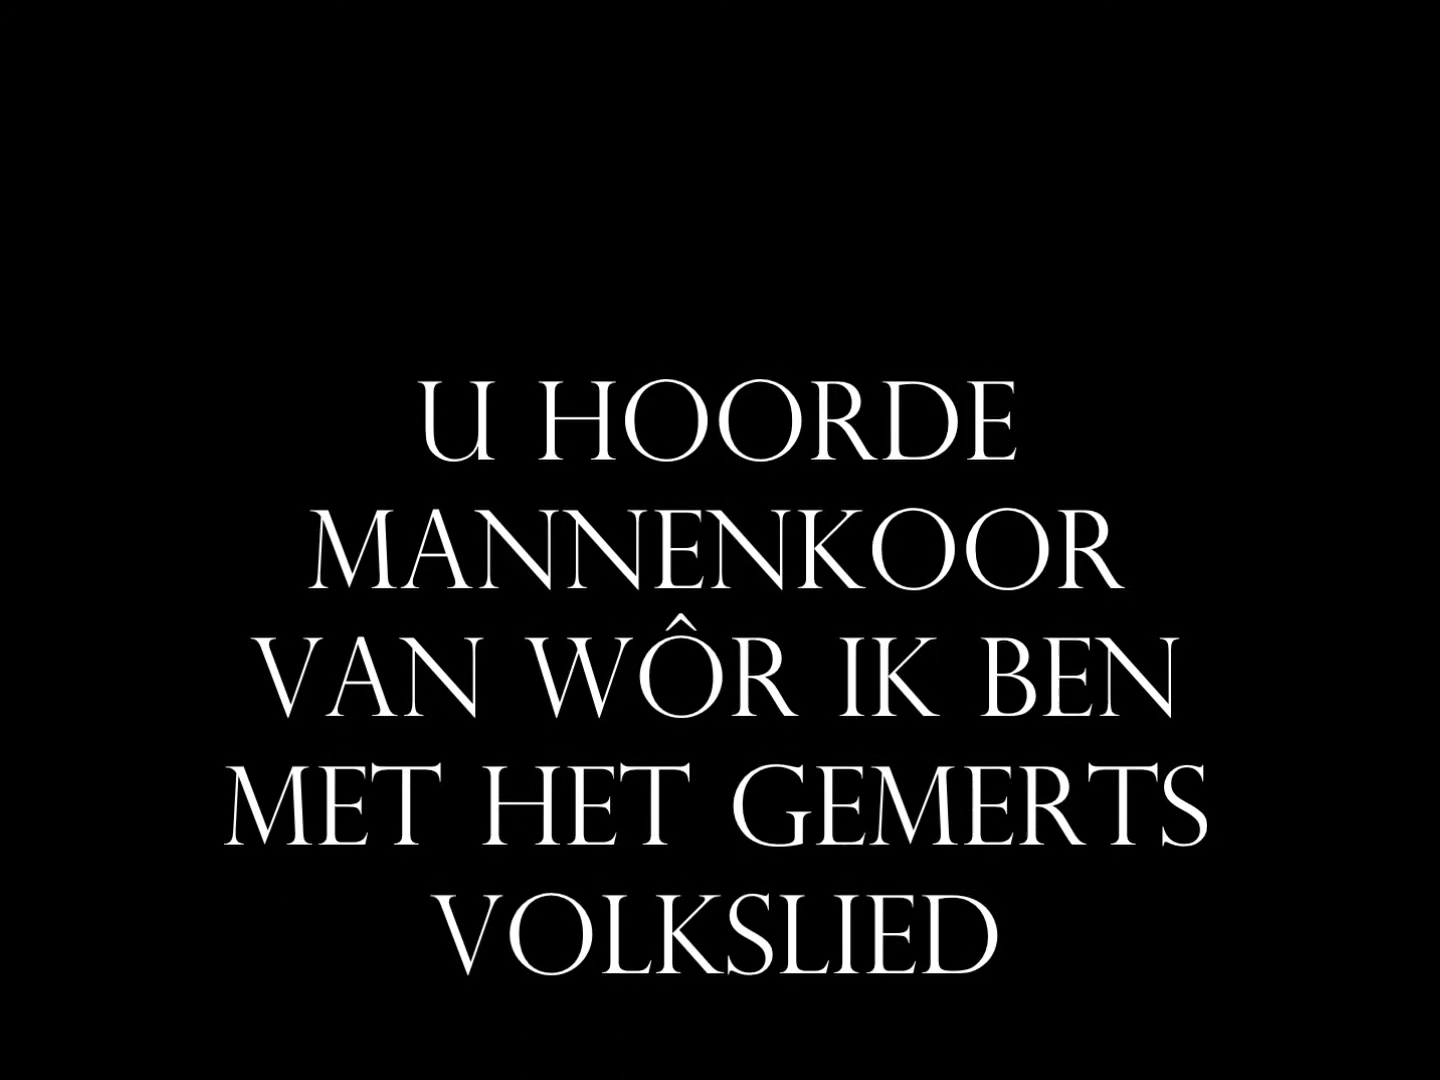 U HOORDE
MANNENKOOR
VAN WÔR IK BEN
MET HET GEMERTS
VOLKSLIED